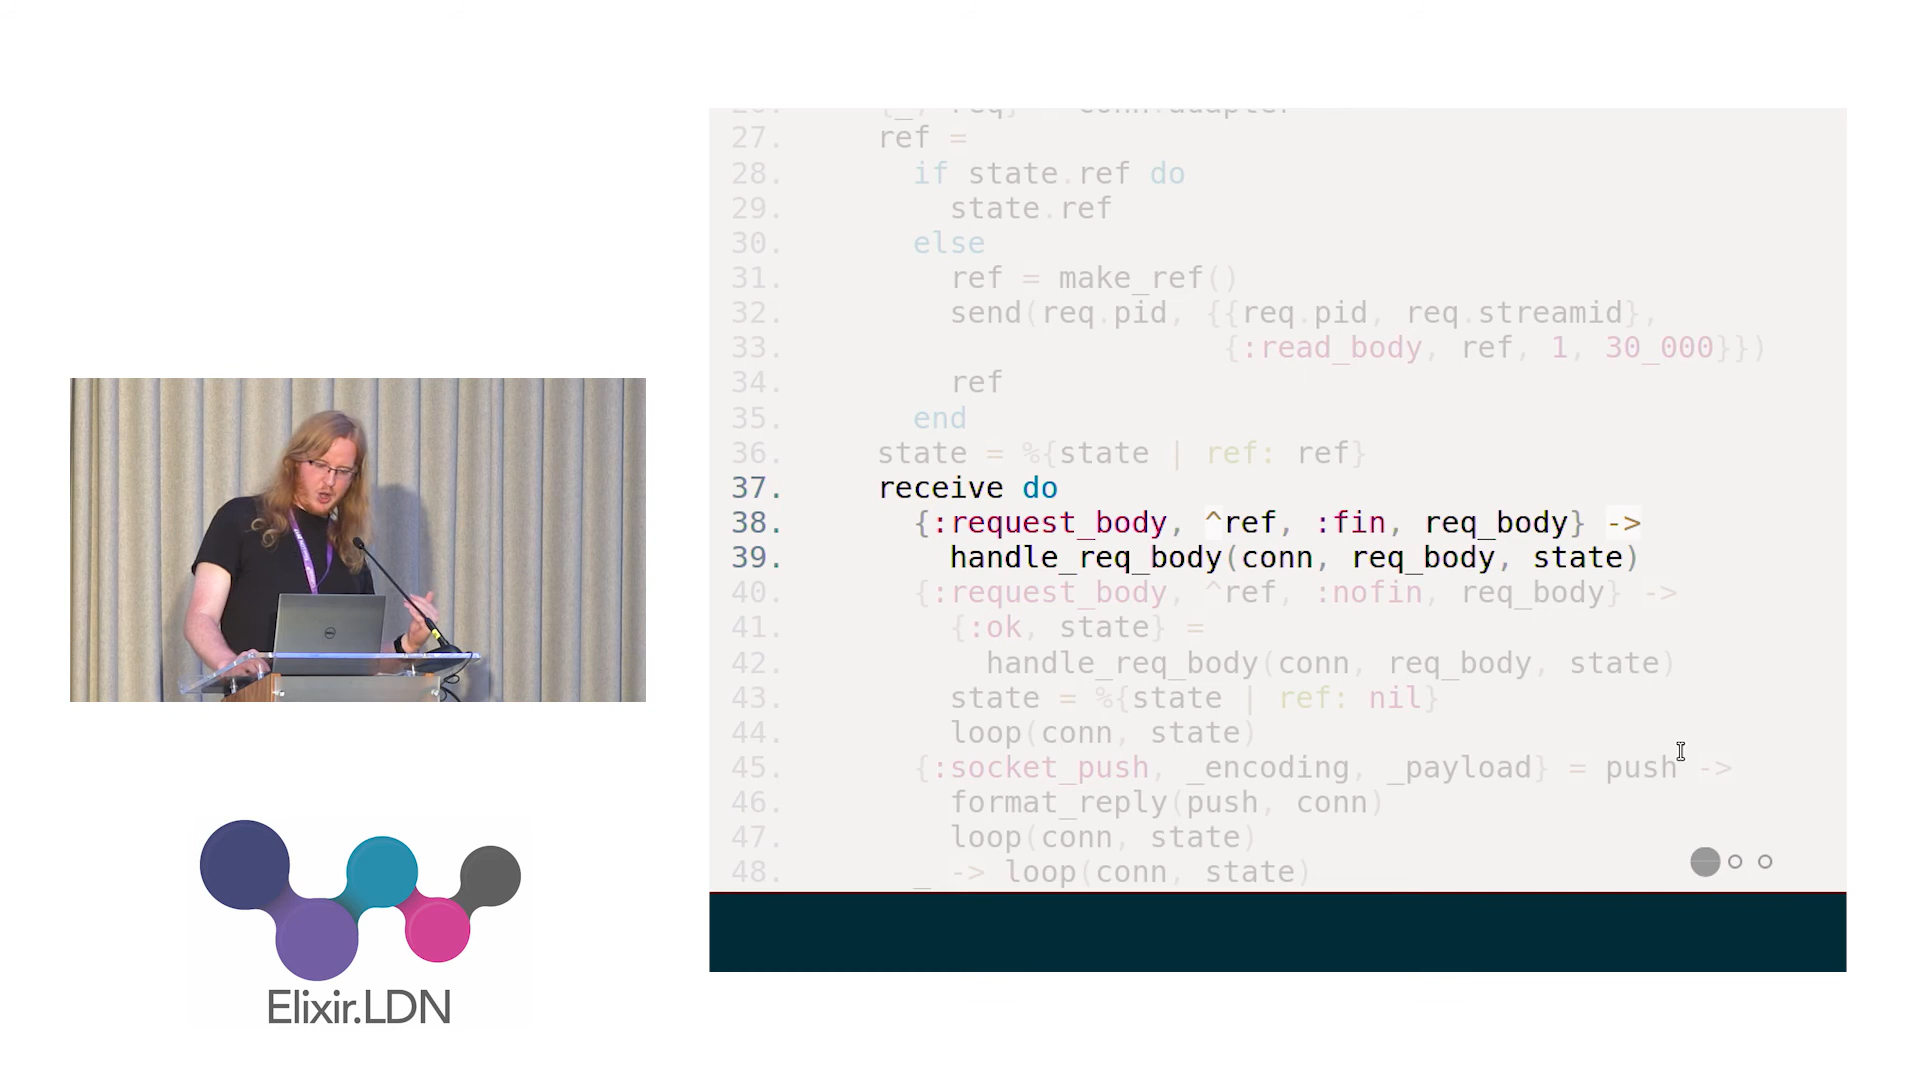 26. {_, req} = conn.adapter
27. ref =
28. if state.ref do
29. state.ref
30. else
31. ref = make_ref()
32. send(req.pid, {{req.pid, req.streamid},
33. {:read_body, ref, 1, 30_000}})
34. ref
35. end
36. state = %{state | ref: ref}
37. receive do
38. {:request_body, ^ref, :fin, req_body} ->
39. handle_req_body(conn, req_body, state)
40. {:request_body, ^ref, :nofin, req_body} ->
41. {:ok, state} =
42. handle_req_body(conn, req_body, state)
43. state = %{state | ref: nil}
44. loop(conn, state)
45. {:socket_push, _encoding, _payload} = push ->
46. format_reply(push, conn)
47. loop(conn, state)
48. _ -> loop(conn, state)
Elixir.LDN